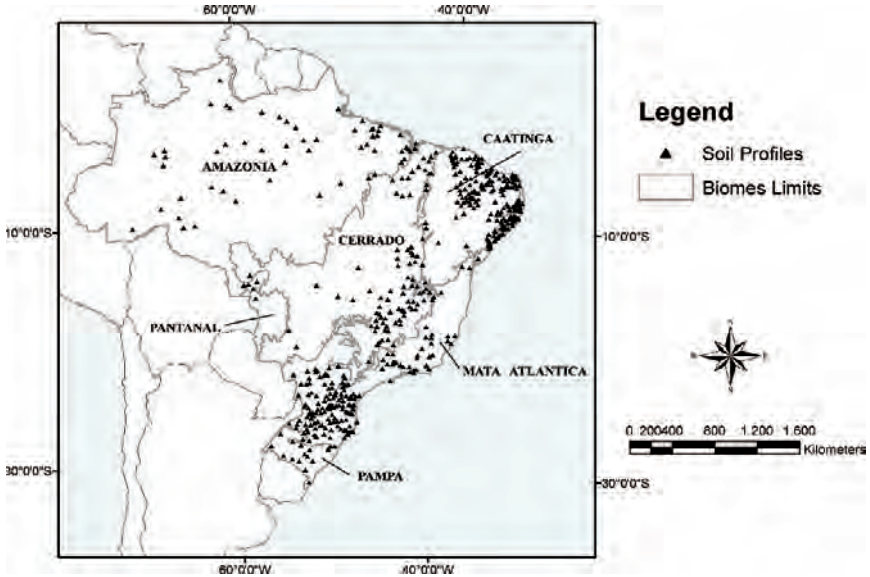 60°0'0"W
40°0'0"W
Legend
Soil Profiles
Biomes Limits
CAATINGA
AMAZONIA
10°0'0"S
CERRADO
10°0'0"S
PANTANAL
MATA ATLANTICA
N
S
0 200400 800 1.200 1.600
Kilometers
30°0'0"S
PAMPA
30°0'0"S
60°0'0"W
40°0'0"W